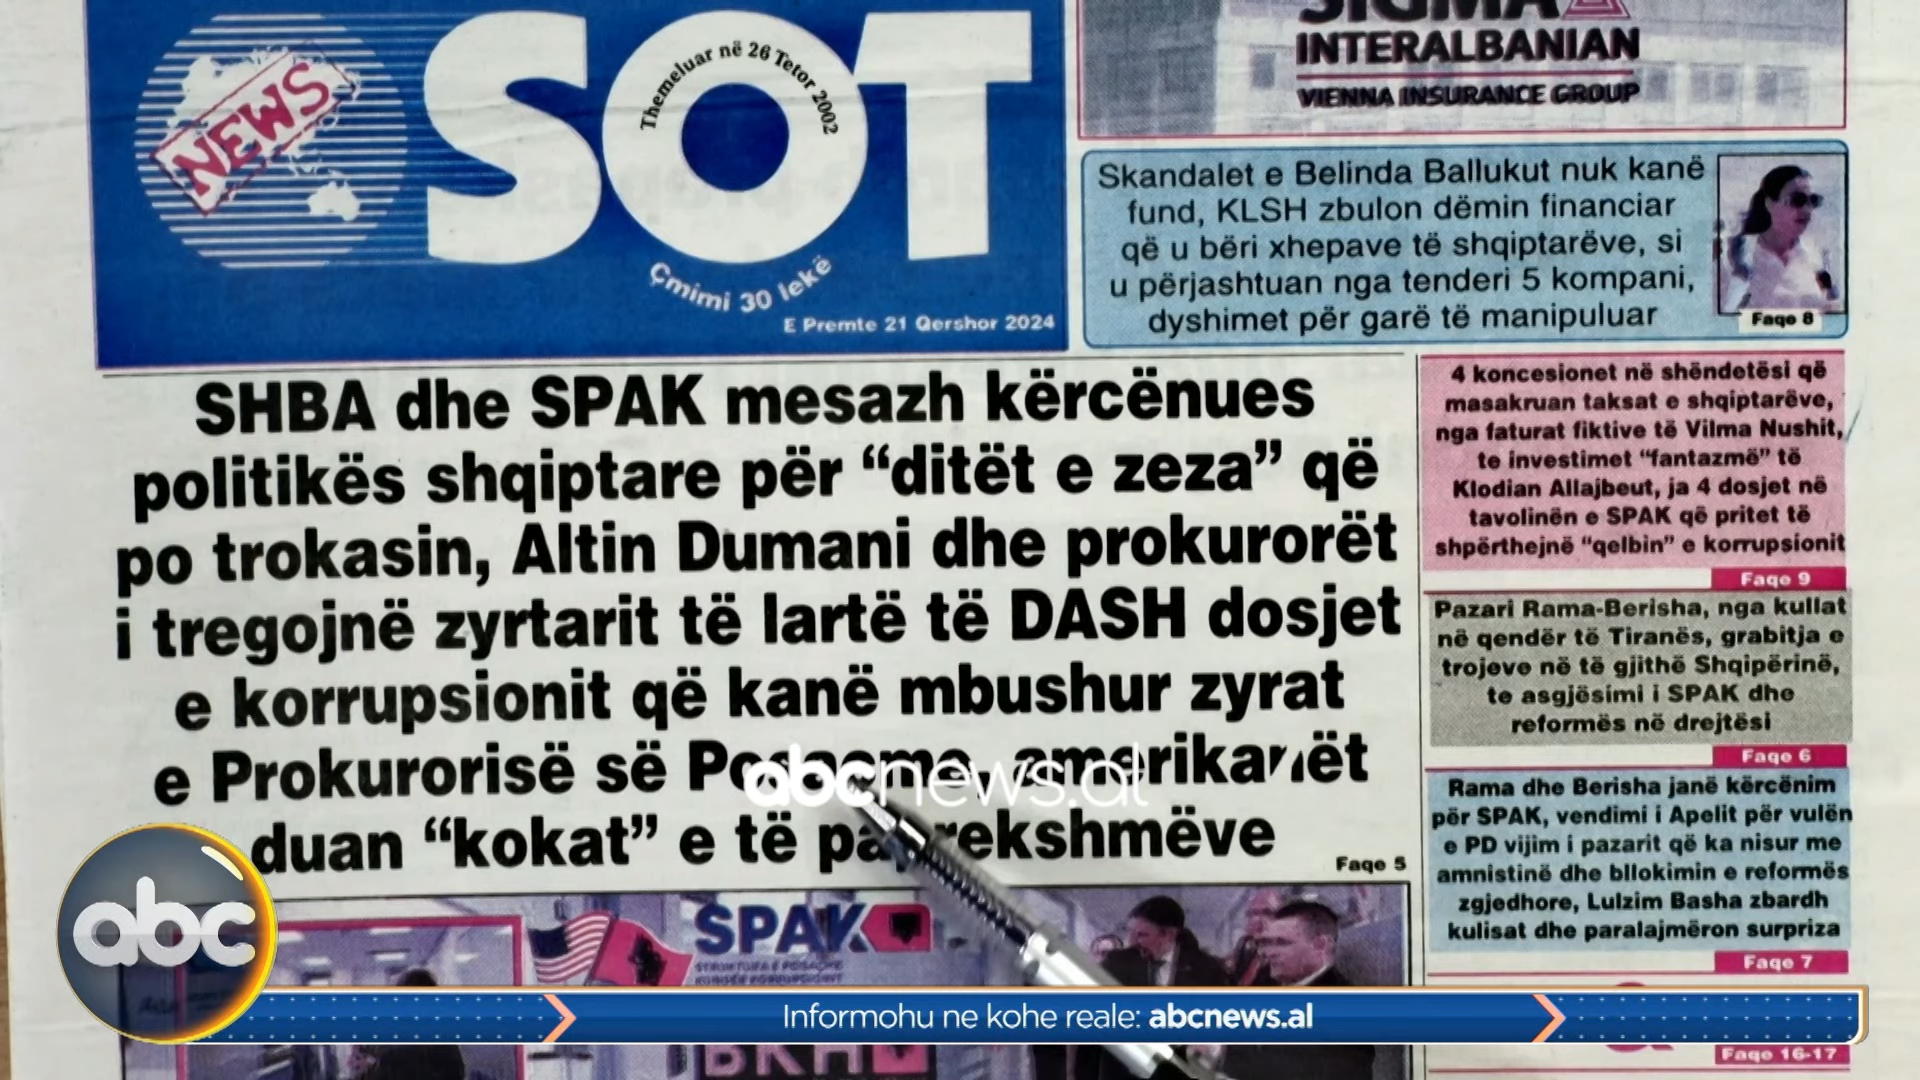 NEWS
SOT
Themeluar në 26 Tetor 2002
Çmimi 30 lekë
E Premte 21 Qershor 2024
SIGMA
INTERALBANIAN
VIENNA INSURANCE GROUP
Skandalet e Belinda Ballukut nuk kanë
fund, KLSH zbulon dëmin financiar
që u bëri xhepave të shqiptarëve, si
u përjashtuan nga tenderi 5 kompani,
dyshimet për garë të manipuluar
Faqe 8
SHBA dhe SPAK mesazh kërcënues
politikës shqiptare për “ditët e zeza” që
po trokasin, Altin Dumani dhe prokurorët
i tregojnë zyrtarit të lartë të DASH dosjet
e korrupsionit që kanë mbushur zyrat
e Prokurorisë së Posaçme, amerikanët
duan “kokat” e të paprekshmëve
Faqe 5
4 koncesionet në shëndetësi që
masakruan taksat e shqiptarëve,
nga faturat fiktive të Vilma Nushit,
te investimet “fantazmë” të
Klodian Allajbeut, ja 4 dosjet në
tavolinën e SPAK që pritet të
shpërthejnë “qelbin” e korrupsionit
Faqe 9
Pazari Rama-Berisha, nga kullat
në qendër të Tiranës, grabitja e
trojeve në të gjithë Shqipërinë,
te asgjësimi i SPAK dhe
reformës në drejtësi
Faqe 6
Rama dhe Berisha janë kërcënim
për SPAK, vendimi i Apelit për vulën
e PD vijim i pazarit që ka nisur me
amnistinë dhe bllokimin e reformës
zgjedhore, Lulzim Basha zbardh
kulisat dhe paralajmëron surpriza
Faqe 7
Faqe 16-17
SPAK
STRUKTURA E POSAÇME
KUNDËR KORRUPSIONIT
BKH
abcnews.al
abc
Informohu ne kohe reale: abcnews.al